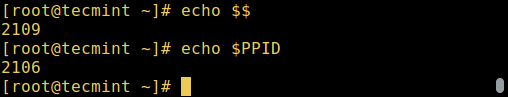 [root@tecmint ~]# echo $$
2109
[root@tecmint ~]# echo $PPID
2106
[root@tecmint ~]#